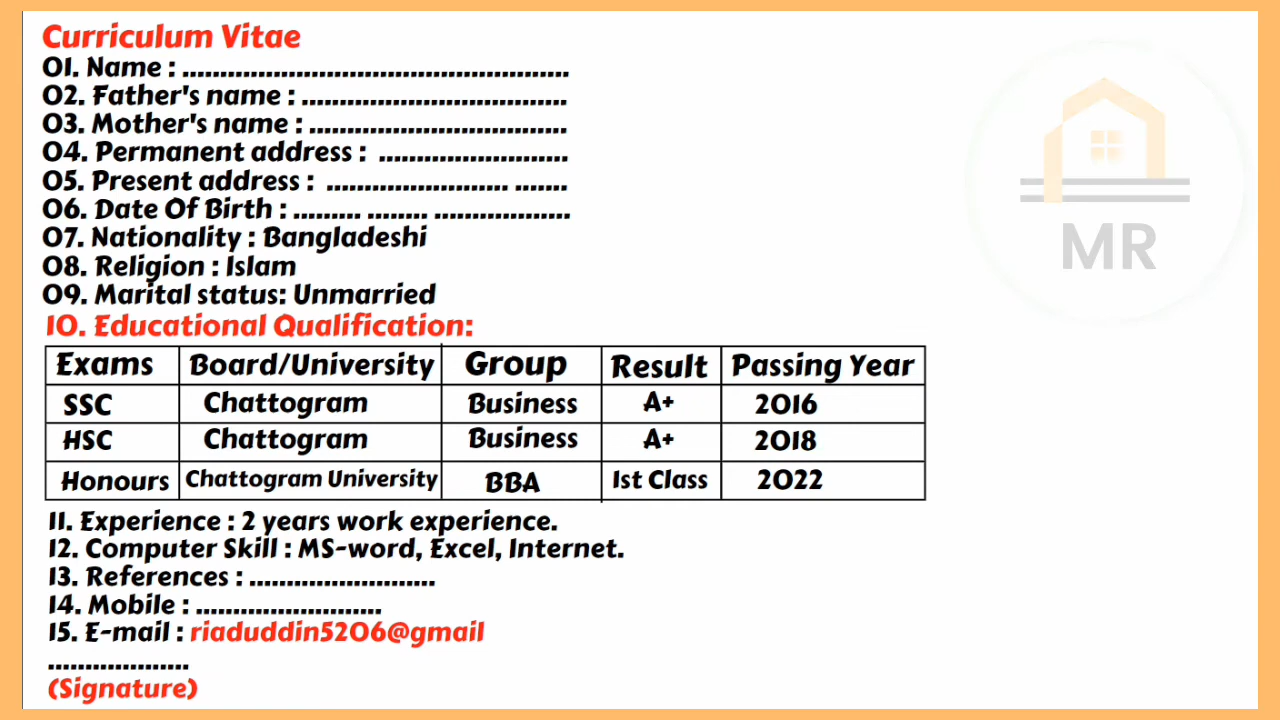 Curriculum Vitae
01. Name : ...................................................
02. Father's name : ...................................
03. Mother's name : ..................................
04. Permanent address :  .........................
05. Present address :  ........................ .......
06. Date Of Birth : ......... ........ ..................
07. Nationality : Bangladeshi
08. Religion : Islam
09. Marital status: Unmarried
10. Educational Qualification:
Exams Board/University Group Result Passing Year
SSC Chattogram Business A+ 2016
HSC Chattogram Business A+ 2018
Honours Chattogram University BBA 1st Class 2022
11. Experience : 2 years work experience.
12. Computer Skill : MS-word, Excel, Internet.
13. References : .........................
14. Mobile : .........................
15. E-mail : riaduddin5206@gmail
...................
(Signature)
MR